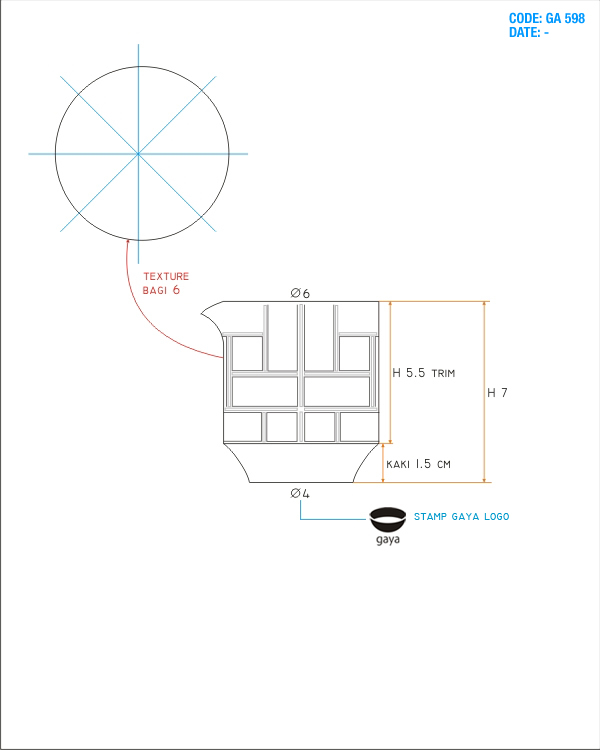 CODE: GA 598
DATE: -
TEXTURE
BAGI 6
Ø6
H 5.5 TRIM
H 7
KAKI 1.5 CM
Ø4
STAMP GAYA LOGO
gaya